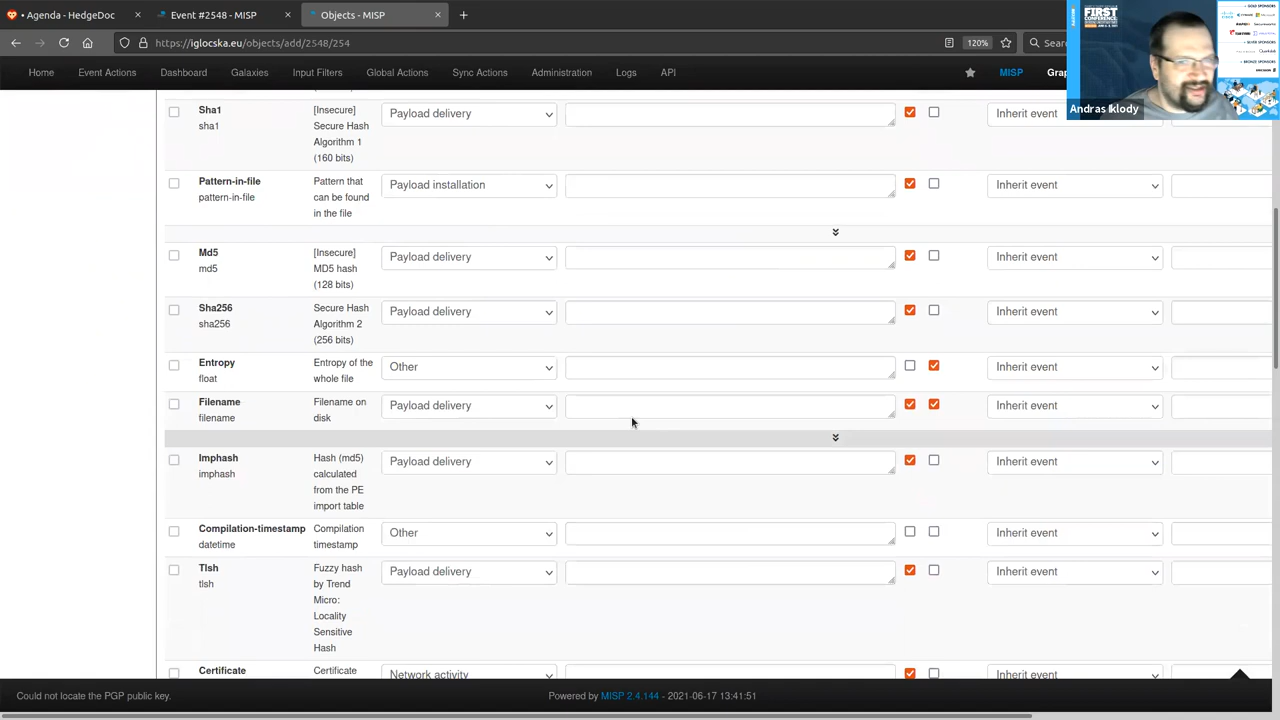 Agenda - HedgeDoc
Event #2548 - MISP
Objects - MISP
https://iglocska.eu/objects/add/2548/254
120%
Sear
FIRST
CONFERENCE
Andras Iklody
Home Event Actions Dashboard Galaxies Input Filters Global Actions Sync Actions Administration Logs API
MISP
Grap
Sha1
sha1
[Insecure]
Secure Hash
Algorithm 1
(160 bits)
Payload delivery
Inherit event
Pattern-in-file
pattern-in-file
Pattern that
can be found
in the file
Payload installation
Inherit event
Md5
md5
[Insecure]
MD5 hash
(128 bits)
Payload delivery
Inherit event
Sha256
sha256
Secure Hash
Algorithm 2
(256 bits)
Payload delivery
Inherit event
Entropy
float
Entropy of the
whole file
Other
Inherit event
Filename
filename
Filename on
disk
Payload delivery
Inherit event
Imphash
imphash
Hash (md5)
calculated
from the PE
import table
Payload delivery
Inherit event
Compilation-timestamp
datetime
Compilation
timestamp
Other
Inherit event
Tlsh
tlsh
Fuzzy hash
by Trend
Micro:
Locality
Sensitive
Hash
Payload delivery
Inherit event
Certificate
Certificate
Network activity
Inherit event
Could not locate the PGP public key.
Powered by MISP 2.4.144 - 2021-06-17 13:41:51